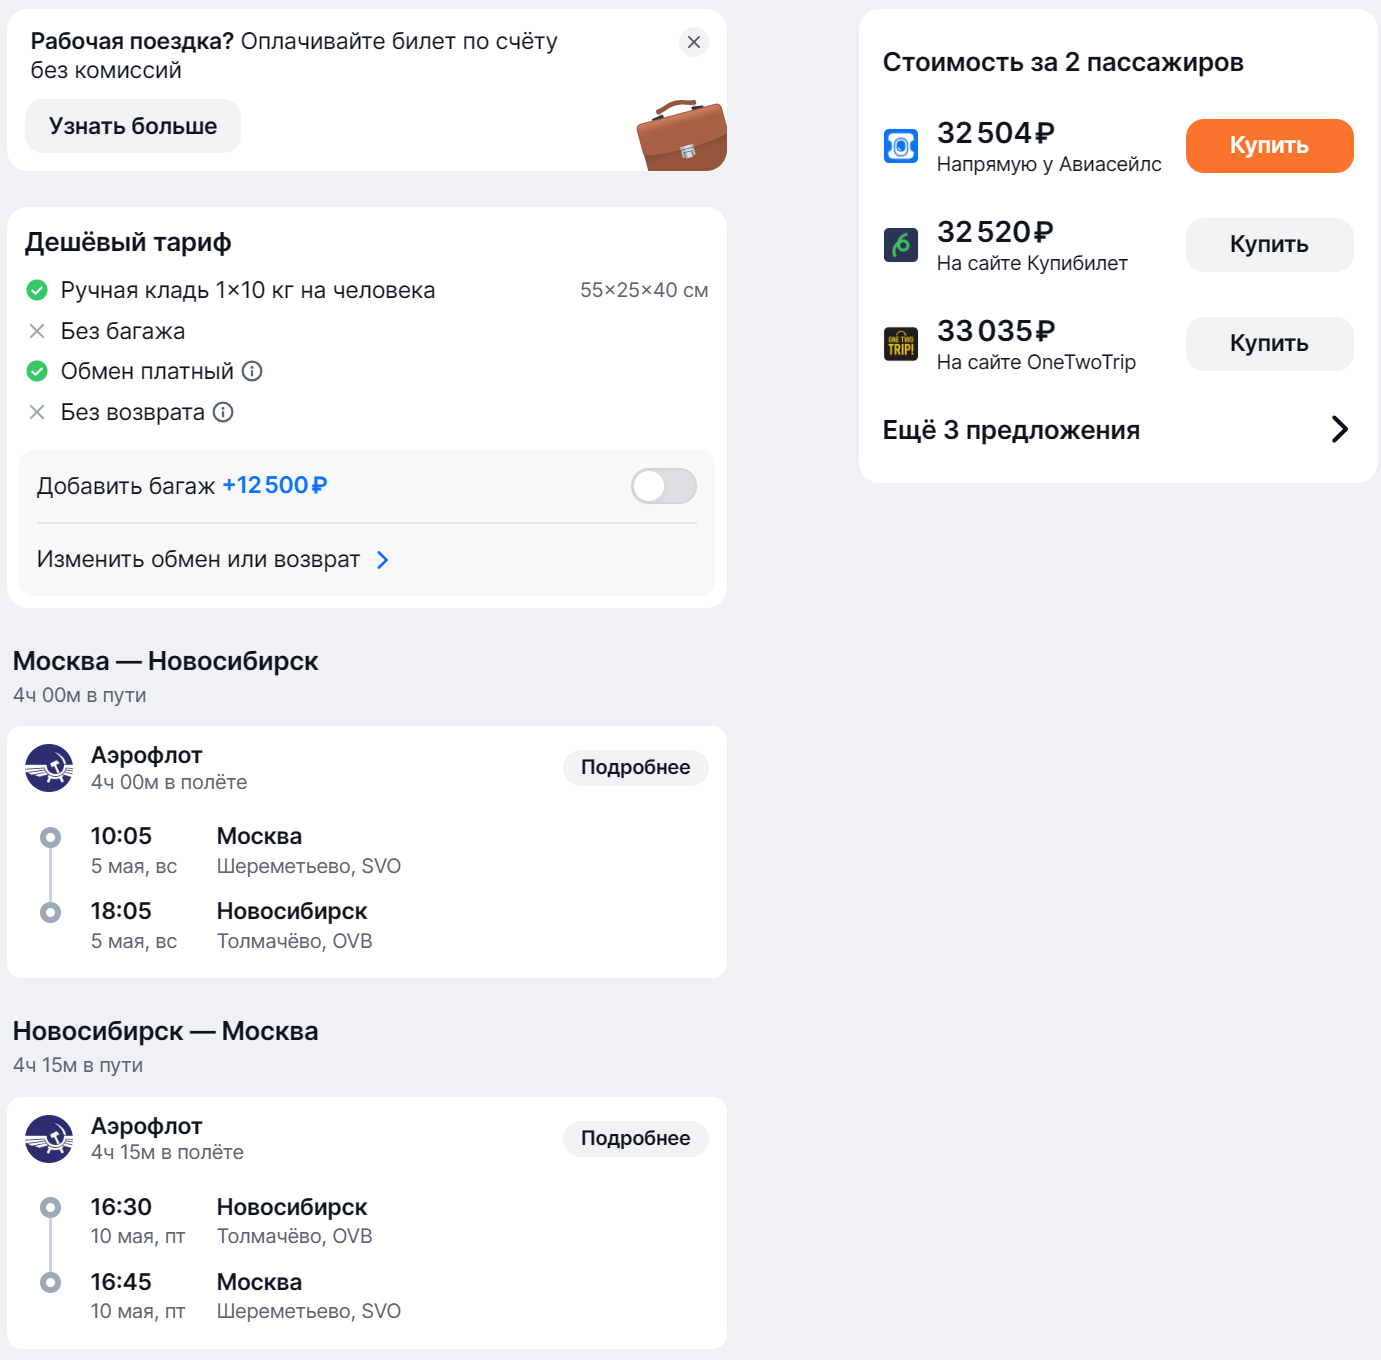 Рабочая поездка? Оплачивайте билет по счёту
без комиссий
Узнать больше
Дешёвый тариф
Ручная кладь 1×10 кг на человека 55×25×40 см
Без багажа
Обмен платный
Без возврата
Добавить багаж +12 500 ₽
Изменить обмен или возврат
Москва — Новосибирск
4ч 00м в пути
Аэрофлот
4ч 00м в полёте
Подробнее
10:05 Москва
5 мая, вс Шереметьево, SVO
18:05 Новосибирск
5 мая, вс Толмачёво, OVB
Новосибирск — Москва
4ч 15м в пути
Аэрофлот
4ч 15м в полёте
Подробнее
16:30 Новосибирск
10 мая, пт Толмачёво, OVB
16:45 Москва
10 мая, пт Шереметьево, SVO
Стоимость за 2 пассажиров
32 504 ₽
Напрямую у Авиасейлс
Купить
32 520 ₽
На сайте Купибилет
Купить
ONE TWO
TRIP!
33 035 ₽
На сайте OneTwoTrip
Купить
Ещё 3 предложения